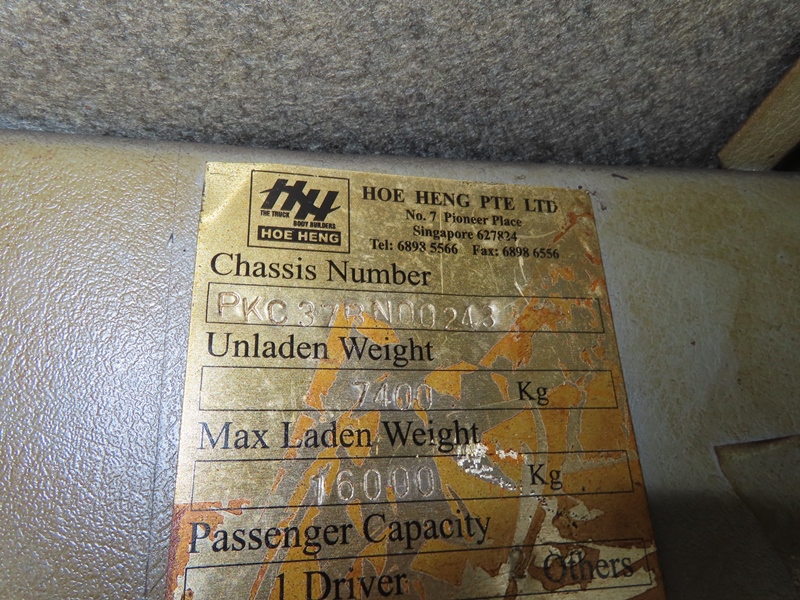 HH
THE TRUCK
BODY BUILDERS
HOE HENG
HOE HENG PTE LTD
No. 7 Pioneer Place
Singapore 627824
Tel: 6898 5566 Fax: 6898 6556
Chassis Number
Unladen Weight
7400 Kg
Max Laden Weight
16000 Kg
Passenger Capacity
1 Driver 2 Others